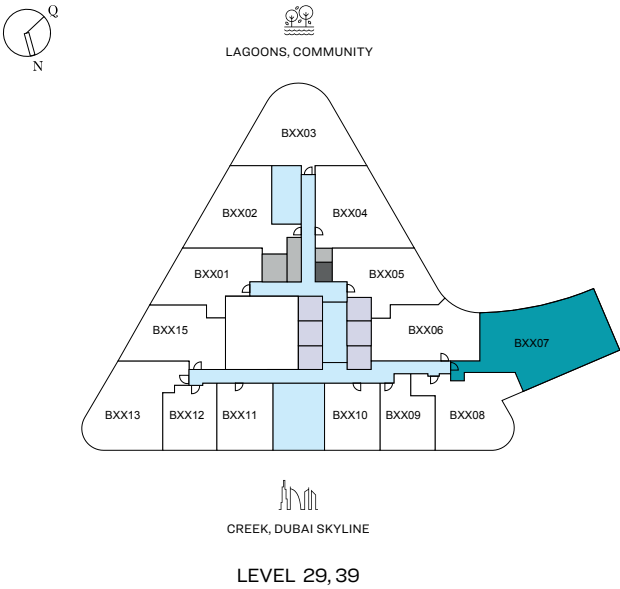 Q
N
LAGOONS, COMMUNITY
BXX03
BXX02
BXX04
BXX01
BXX05
BXX15
BXX06
BXX07
BXX13
BXX12
BXX11
BXX10
BXX09
BXX08
CREEK, DUBAI SKYLINE
LEVEL 29, 39